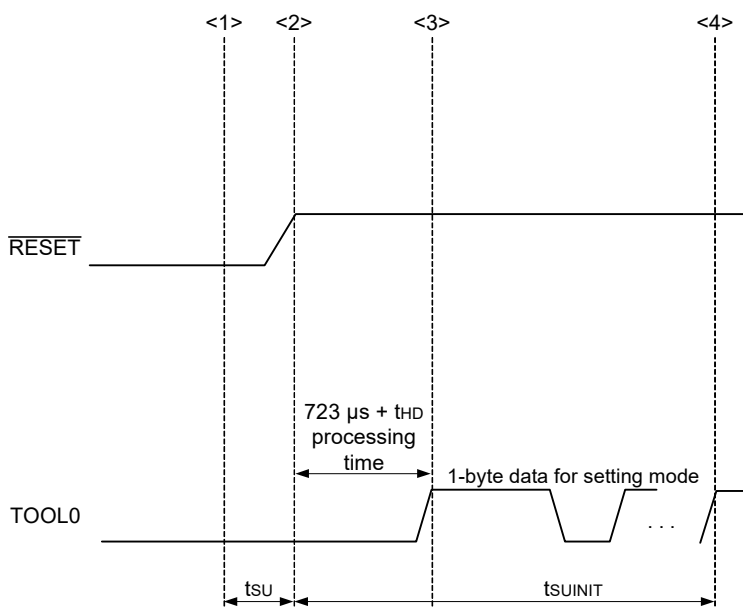 <1> <2> <3> <4>
RESET
723 µs + tHD
processing
time
1-byte data for setting mode
TOOL0
. . .
tSU tSUINIT